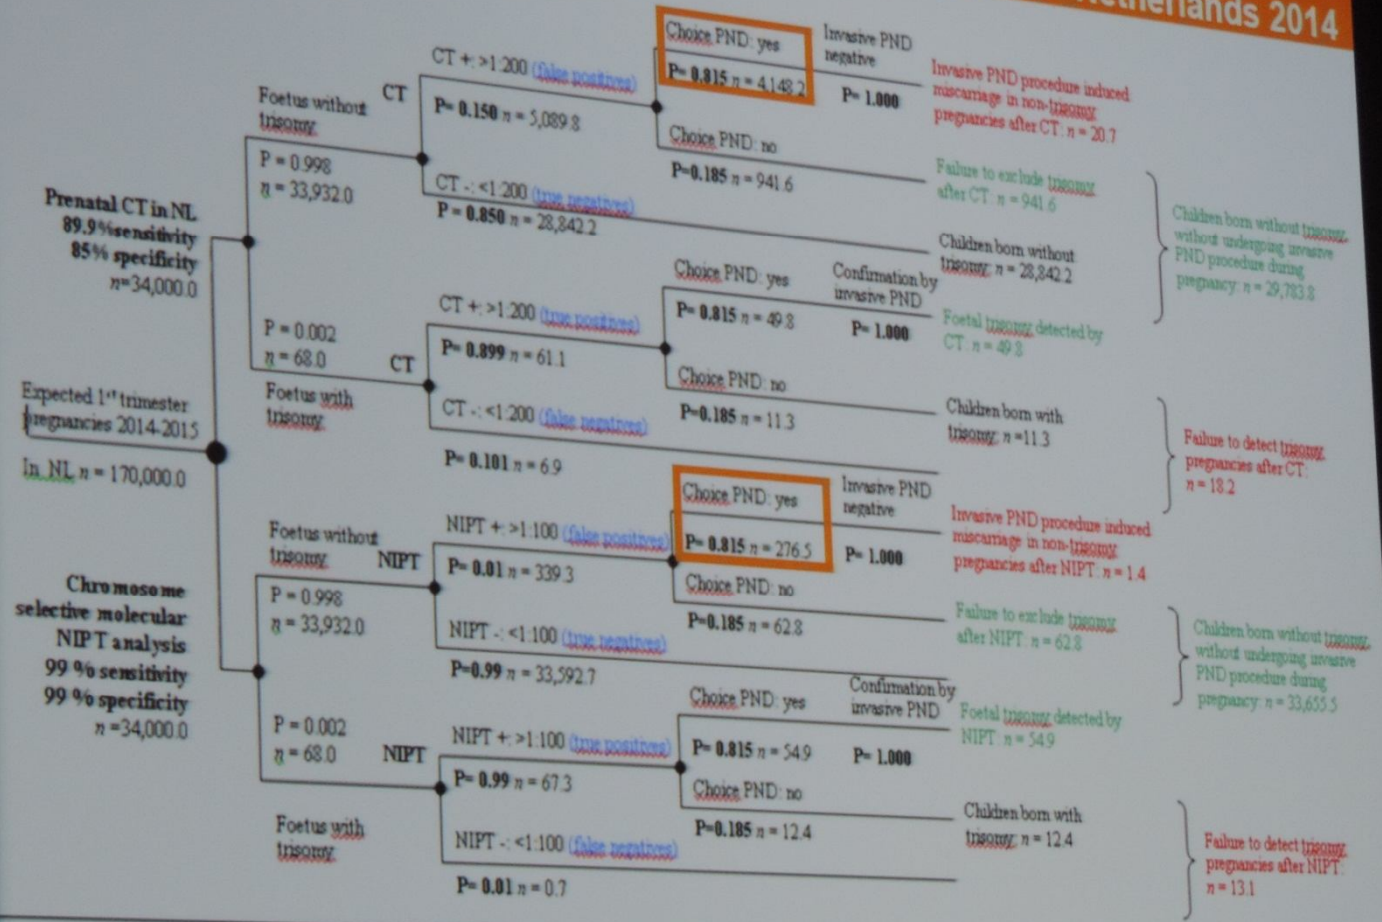 Netherlands 2014
Prenatal CT in NL
89.9%sensitivity
85% specificity
n=34,000.0
Expected 1st trimester
pregnancies 2014-2015
In NL n = 170,000.0
Chromosome
selective molecular
NIPT analysis
99 % sensitivity
99 % specificity
n =34,000.0
Foetus without
trisomy
CT
P = 0.998
n = 33,932.0
P = 0.002
n = 68.0
CT
Foetus with
trisomy
Foetus without
trisomy
NIPT
P = 0.998
n = 33,932.0
P = 0.002
n = 68.0
NIPT
Foetus with
trisomy
CT +: >1:200 (false positives)
P= 0.150 n = 5,089.8
CT -: <1:200 (true negatives)
P = 0.850 n = 28,842.2
CT +: >1:200 (true positives)
P= 0.899 n = 61.1
CT -: <1:200 (false negatives)
P= 0.101 n = 6.9
NIPT +: >1:100 (false positives)
P= 0.01 n = 339.3
NIPT -: <1:100 (true negatives)
P=0.99 n = 33,592.7
NIPT +: >1:100 (true positives)
P= 0.99 n = 67.3
NIPT -: <1:100 (false negatives)
P= 0.01 n = 0.7
Choice PND: yes
P= 0.815 n = 4,148.2
Invasive PND
negative
P= 1.000
Choice PND: no
P=0.185 n = 941.6
Choice PND: yes
P= 0.815 n = 49.8
Confirmation by
invasive PND
P= 1.000
Choice PND: no
P=0.185 n = 11.3
Choice PND: yes
P= 0.815 n = 276.5
Invasive PND
negative
P= 1.000
Choice PND: no
P=0.185 n = 62.8
Choice PND: yes
P= 0.815 n = 54.9
Confirmation by
invasive PND
P= 1.000
Choice PND: no
P=0.185 n = 12.4
Invasive PND procedure induced
miscarriage in non-trisomy
pregnancies after CT: n = 20.7
Failure to exclude trisomy
after CT: n = 941.6
Children born without
trisomy: n = 28,842.2
Foetal trisomy detected by
CT: n = 49.8
Children born with
trisomy: n =11.3
Invasive PND procedure induced
miscarriage in non-trisomy
pregnancies after NIPT: n = 1.4
Failure to exclude trisomy
after NIPT: n = 62.8
Foetal trisomy detected by
NIPT: n = 54.9
Children born with
trisomy: n = 12.4
Children born without trisomy,
without undergoing invasive
PND procedure during
pregnancy: n = 29,783.8
Failure to detect trisomy
pregnancies after CT:
n = 18.2
Children born without trisomy,
without undergoing invasive
PND procedure during
pregnancy: n = 33,655.5
Failure to detect trisomy
pregnancies after NIPT:
n = 13.1